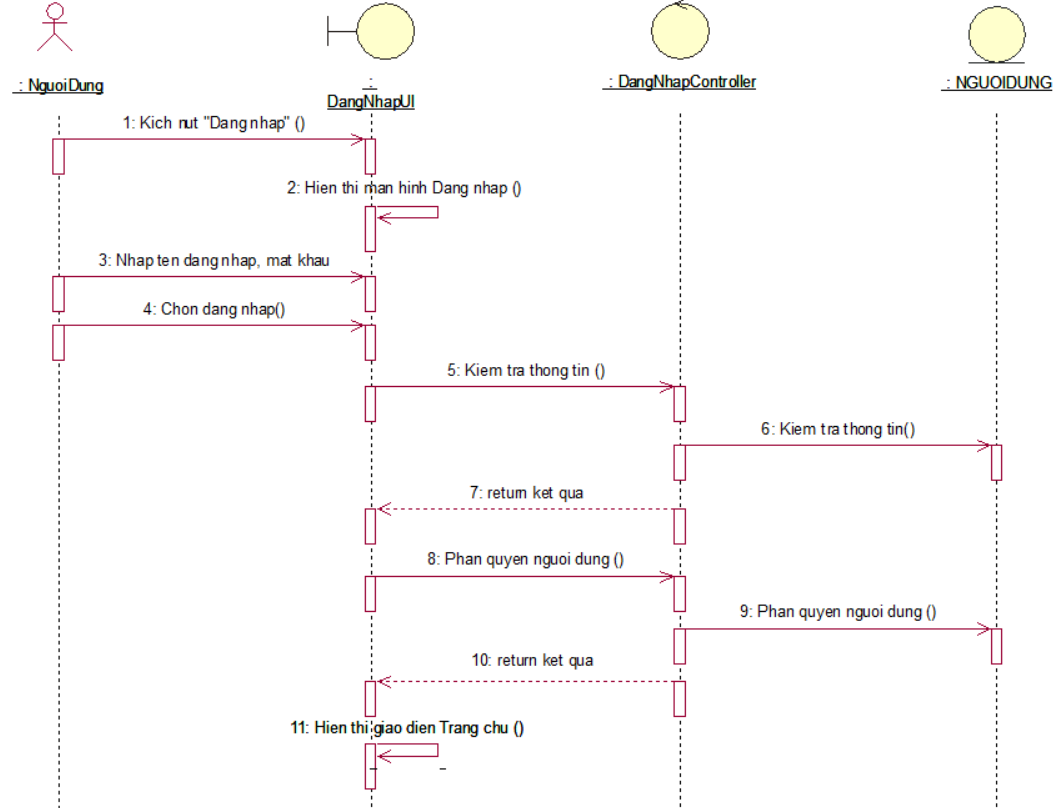 : NguoiDung
:
DangNhapUI
: DangNhapController
: NGUOIDUNG
1: Kich nut "Dang nhap" ()
2: Hien thi man hinh Dang nhap ()
3: Nhap ten dang nhap, mat khau
4: Chon dang nhap()
5: Kiem tra thong tin ()
6: Kiem tra thong tin()
7: return ket qua
8: Phan quyen nguoi dung ()
9: Phan quyen nguoi dung ()
10: return ket qua
11: Hien thi giao dien Trang chu ()